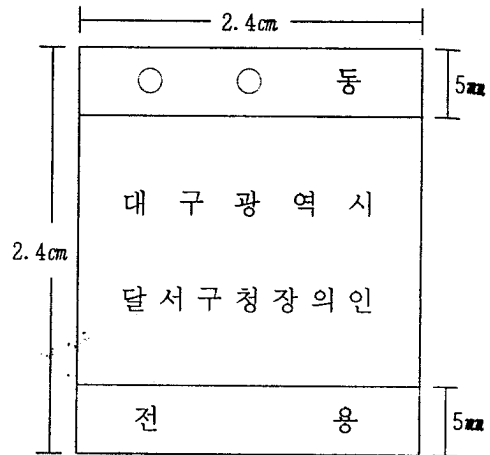 2.4cm
○ ○ 동
5㎜
대 구 광 역 시
2.4cm
달서구청장의인
전 용
5㎜